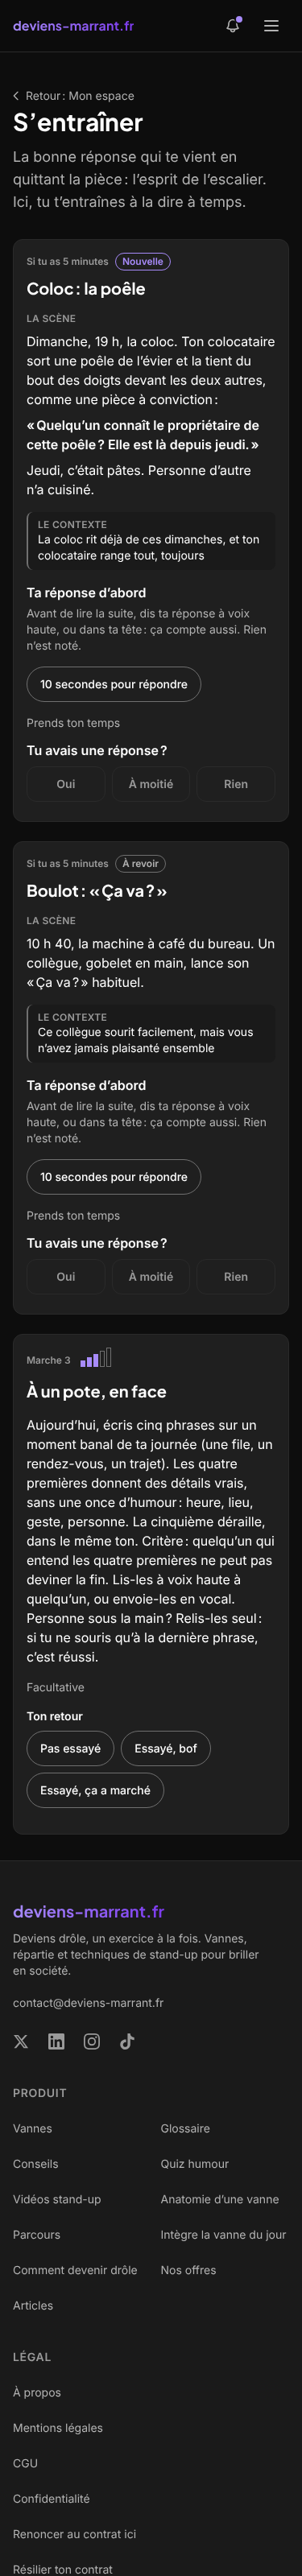 deviens-marrant.fr
Retour : Mon espace
S’entraîner
La bonne réponse qui te vient en
quittant la pièce : l’esprit de l’escalier.
Ici, tu t’entraînes à la dire à temps.
Si tu as 5 minutes Nouvelle
Coloc : la poêle
LA SCÈNE
Dimanche, 19 h, la coloc. Ton colocataire
sort une poêle de l’évier et la tient du
bout des doigts devant les deux autres,
comme une pièce à conviction :
« Quelqu’un connaît le propriétaire de
cette poêle ? Elle est là depuis jeudi. »
Jeudi, c’était pâtes. Personne d’autre
n’a cuisiné.
LE CONTEXTE
La coloc rit déjà de ces dimanches, et ton
colocataire range tout, toujours
Ta réponse d’abord
Avant de lire la suite, dis ta réponse à voix
haute, ou dans ta tête : ça compte aussi. Rien
n’est noté.
10 secondes pour répondre
Prends ton temps
Tu avais une réponse ?
Oui À moitié Rien
Si tu as 5 minutes À revoir
Boulot : « Ça va ? »
LA SCÈNE
10 h 40, la machine à café du bureau. Un
collègue, gobelet en main, lance son
« Ça va ? » habituel.
LE CONTEXTE
Ce collègue sourit facilement, mais vous
n’avez jamais plaisanté ensemble
Ta réponse d’abord
Avant de lire la suite, dis ta réponse à voix
haute, ou dans ta tête : ça compte aussi. Rien
n’est noté.
10 secondes pour répondre
Prends ton temps
Tu avais une réponse ?
Oui À moitié Rien
Marche 3
À un pote, en face
Aujourd’hui, écris cinq phrases sur un
moment banal de ta journée (une file, un
rendez-vous, un trajet). Les quatre
premières donnent des détails vrais,
sans une once d’humour : heure, lieu,
geste, personne. La cinquième déraille,
dans le même ton. Critère : quelqu’un qui
entend les quatre premières ne peut pas
deviner la fin. Lis-les à voix haute à
quelqu’un, ou envoie-les en vocal.
Personne sous la main ? Relis-les seul :
si tu ne souris qu’à la dernière phrase,
c’est réussi.
Facultative
Ton retour
Pas essayé Essayé, bof
Essayé, ça a marché
deviens-marrant.fr
Deviens drôle, un exercice à la fois. Vannes,
répartie et techniques de stand-up pour briller
en société.
contact@deviens-marrant.fr
PRODUIT
Vannes Glossaire
Conseils Quiz humour
Vidéos stand-up Anatomie d’une vanne
Parcours Intègre la vanne du jour
Comment devenir drôle Nos offres
Articles
LÉGAL
À propos
Mentions légales
CGU
Confidentialité
Renoncer au contrat ici
Résilier ton contrat